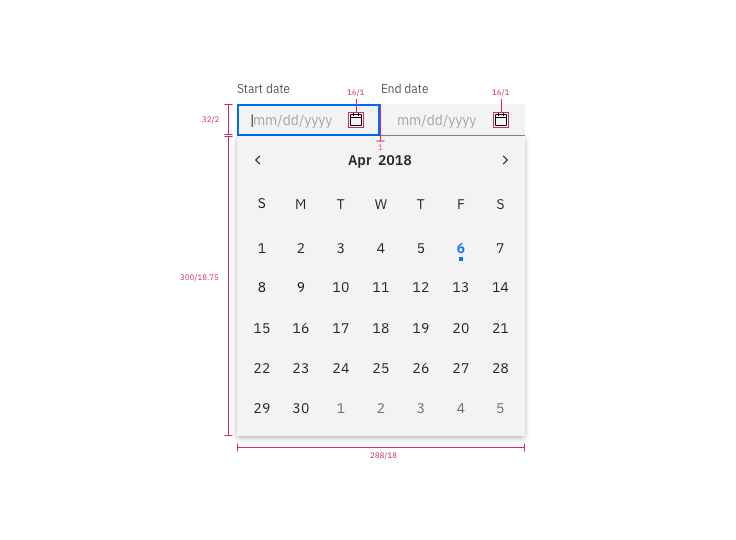 Start date End date
16/1 16/1
32/2 mm/dd/yyyy mm/dd/yyyy
1
Apr 2018
S M T W T F S
1 2 3 4 5 6 7
300/18.75
8 9 10 11 12 13 14
15 16 17 18 19 20 21
22 23 24 25 26 27 28
29 30 1 2 3 4 5
288/18